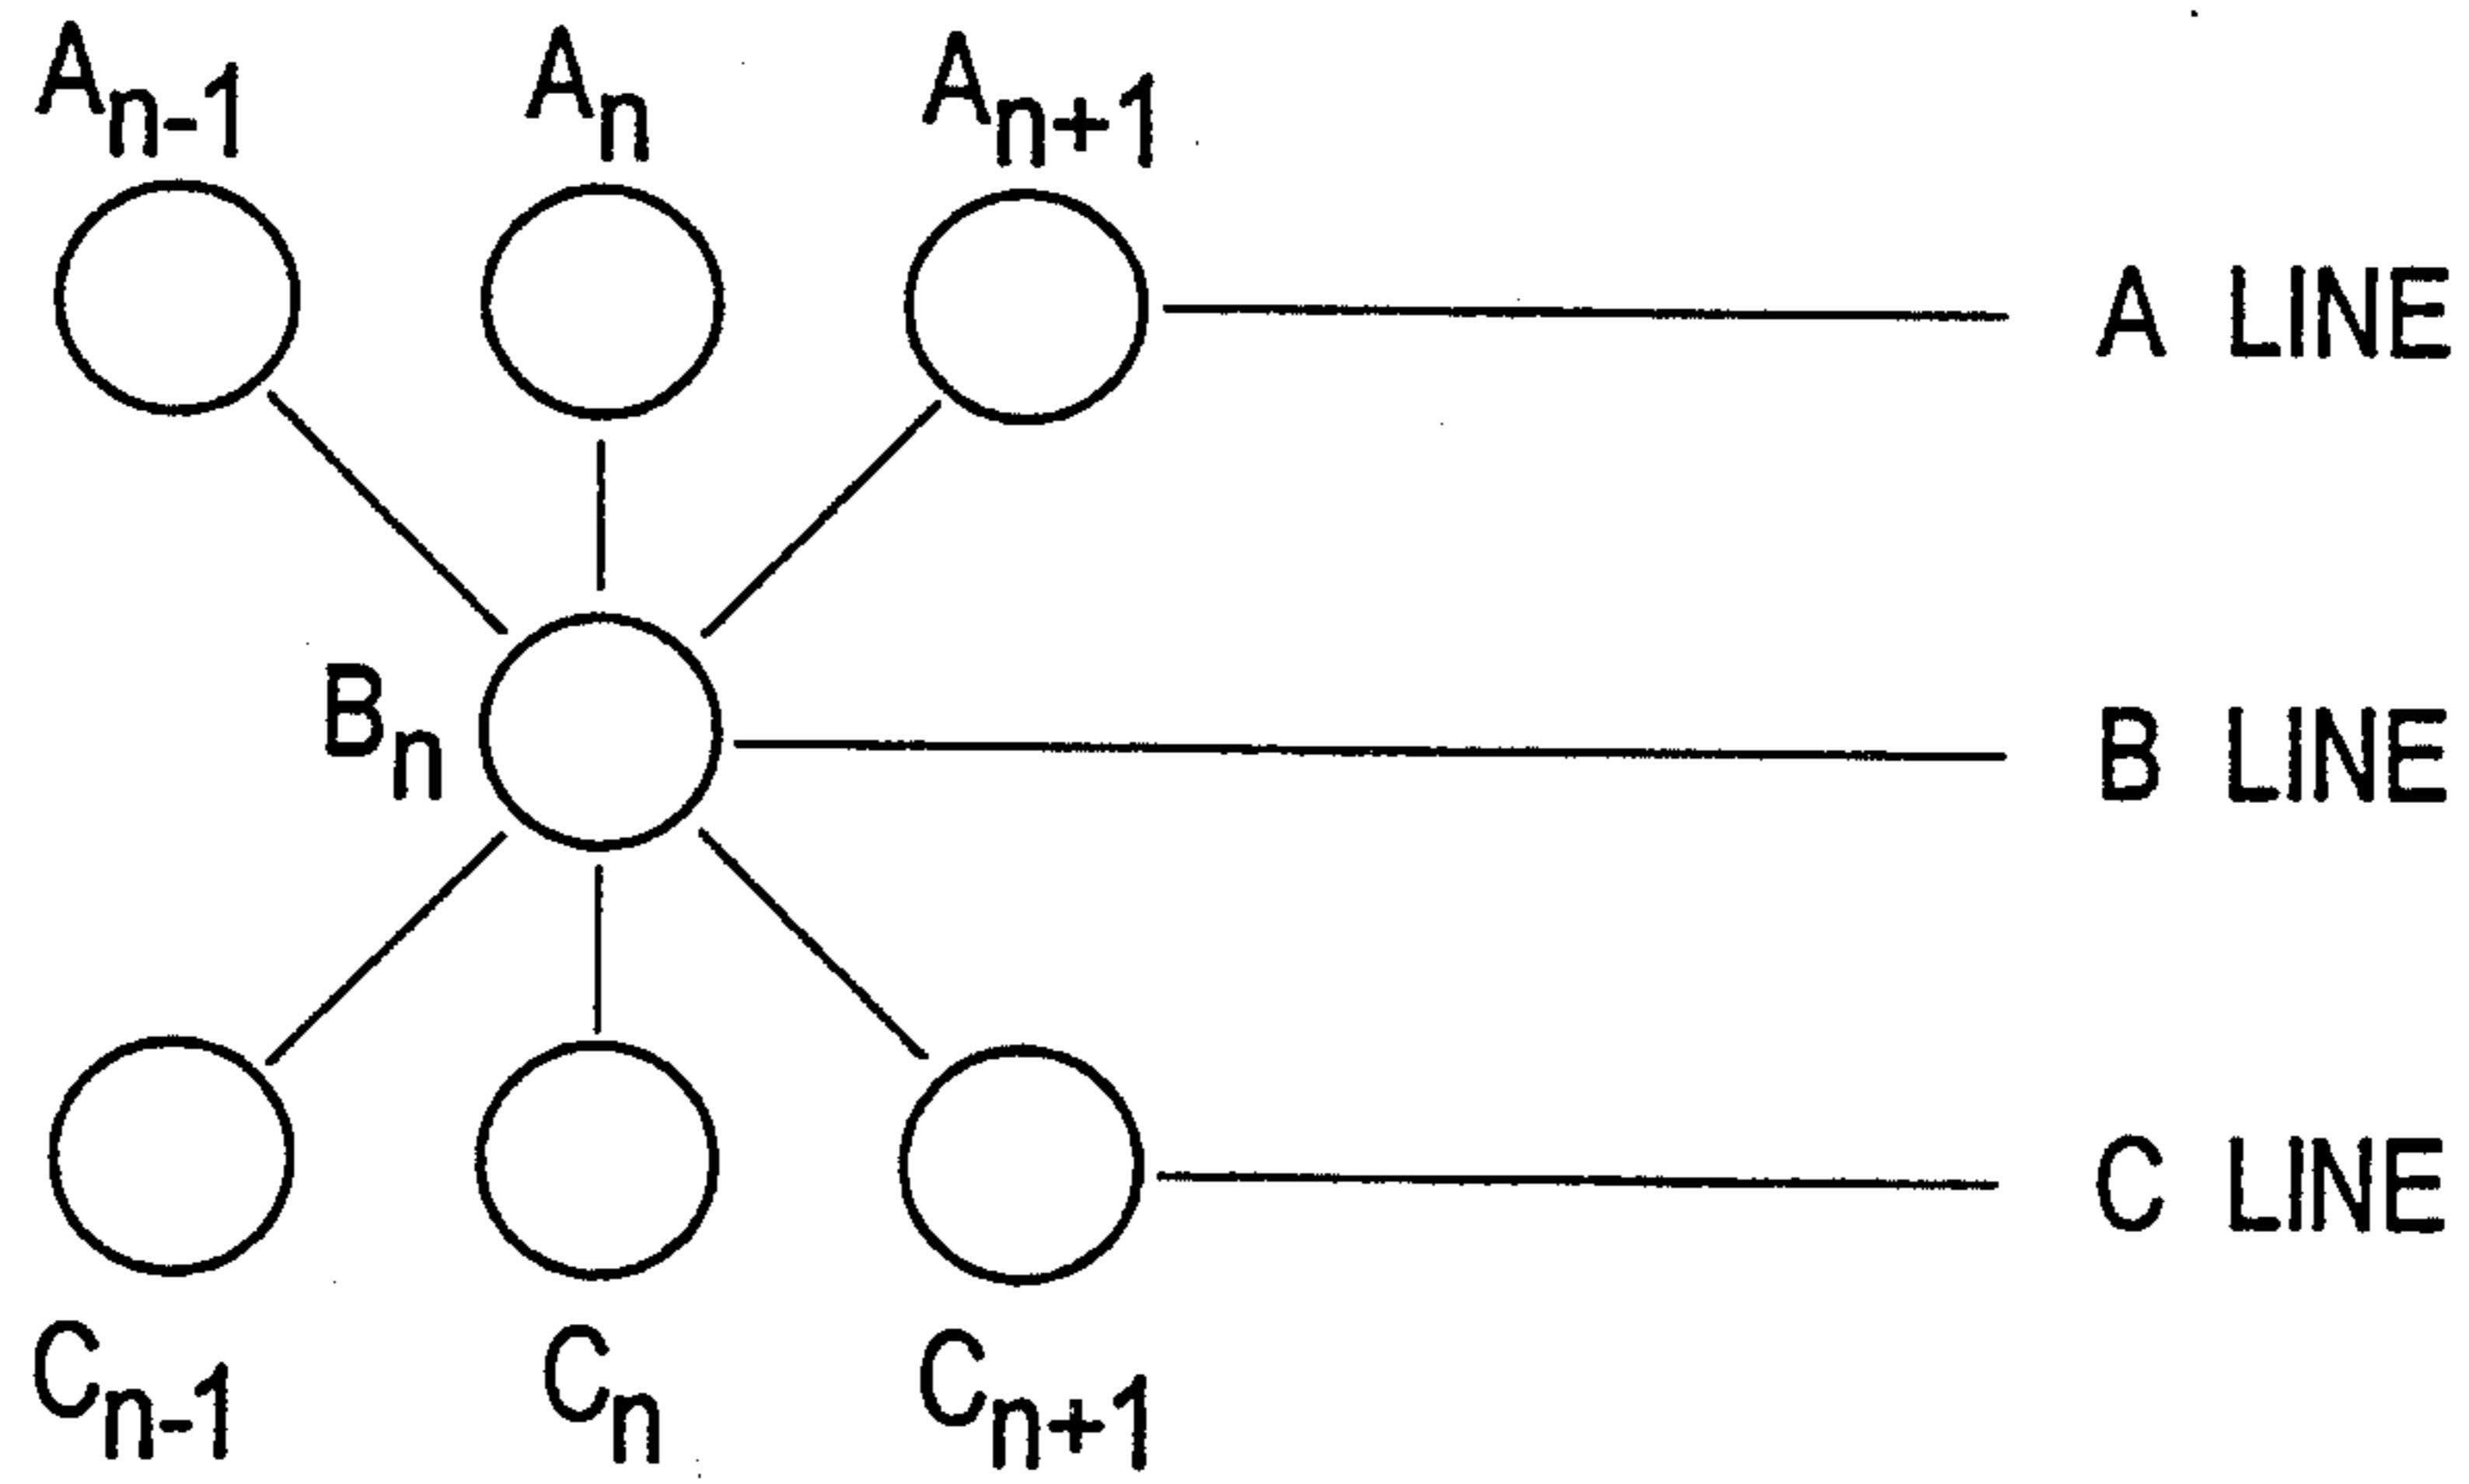 Aₙ₋₁ Aₙ Aₙ₊₁
A LINE
Bₙ B LINE
C LINE
Cₙ₋₁ Cₙ Cₙ₊₁